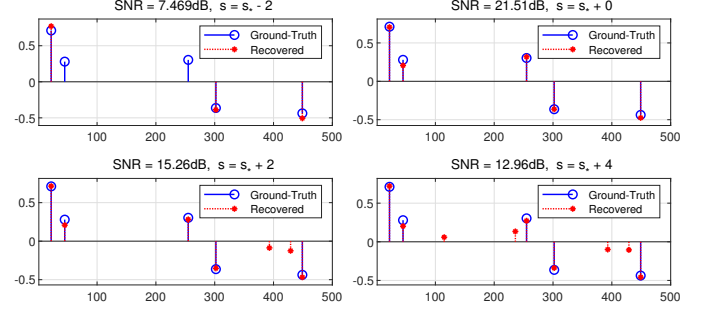 SNR = 7.469dB, s = s⋆ - 2
0.5
0
-0.5
100 200 300 400 500
Ground-Truth
Recovered
SNR = 21.51dB, s = s⋆ + 0
0.5
0
-0.5
100 200 300 400 500
Ground-Truth
Recovered
SNR = 15.26dB, s = s⋆ + 2
0.5
0
-0.5
100 200 300 400 500
Ground-Truth
Recovered
SNR = 12.96dB, s = s⋆ + 4
0.5
0
-0.5
100 200 300 400 500
Ground-Truth
Recovered